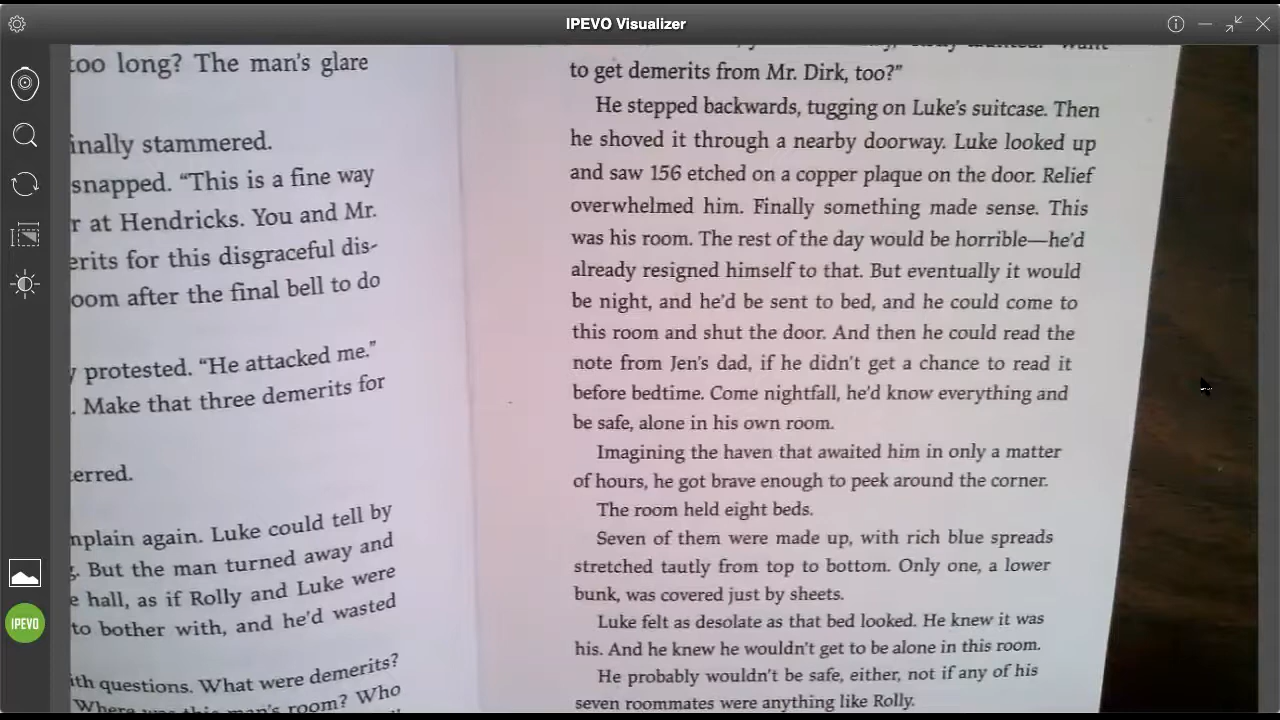 IPEVO Visualizer
too long? The man's glare
inally stammered.
snapped. “This is a fine way
r at Hendricks. You and Mr.
erits for this disgraceful dis-
oom after the final bell to do
y protested. “He attacked me.”
. Make that three demerits for
erred.
nplain again. Luke could tell by
g. But the man turned away and
e hall, as if Rolly and Luke were
to bother with, and he'd wasted
ith questions. What were demerits?
Where was this man's room? Who
to get demerits from Mr. Dirk, too?”
He stepped backwards, tugging on Luke's suitcase. Then
he shoved it through a nearby doorway. Luke looked up
and saw 156 etched on a copper plaque on the door. Relief
overwhelmed him. Finally something made sense. This
was his room. The rest of the day would be horrible—he'd
already resigned himself to that. But eventually it would
be night, and he'd be sent to bed, and he could come to
this room and shut the door. And then he could read the
note from Jen's dad, if he didn't get a chance to read it
before bedtime. Come nightfall, he'd know everything and
be safe, alone in his own room.
Imagining the haven that awaited him in only a matter
of hours, he got brave enough to peek around the corner.
The room held eight beds.
Seven of them were made up, with rich blue spreads
stretched tautly from top to bottom. Only one, a lower
bunk, was covered just by sheets.
Luke felt as desolate as that bed looked. He knew it was
his. And he knew he wouldn't get to be alone in this room.
He probably wouldn't be safe, either, not if any of his
seven roommates were anything like Rolly.
IPEVO